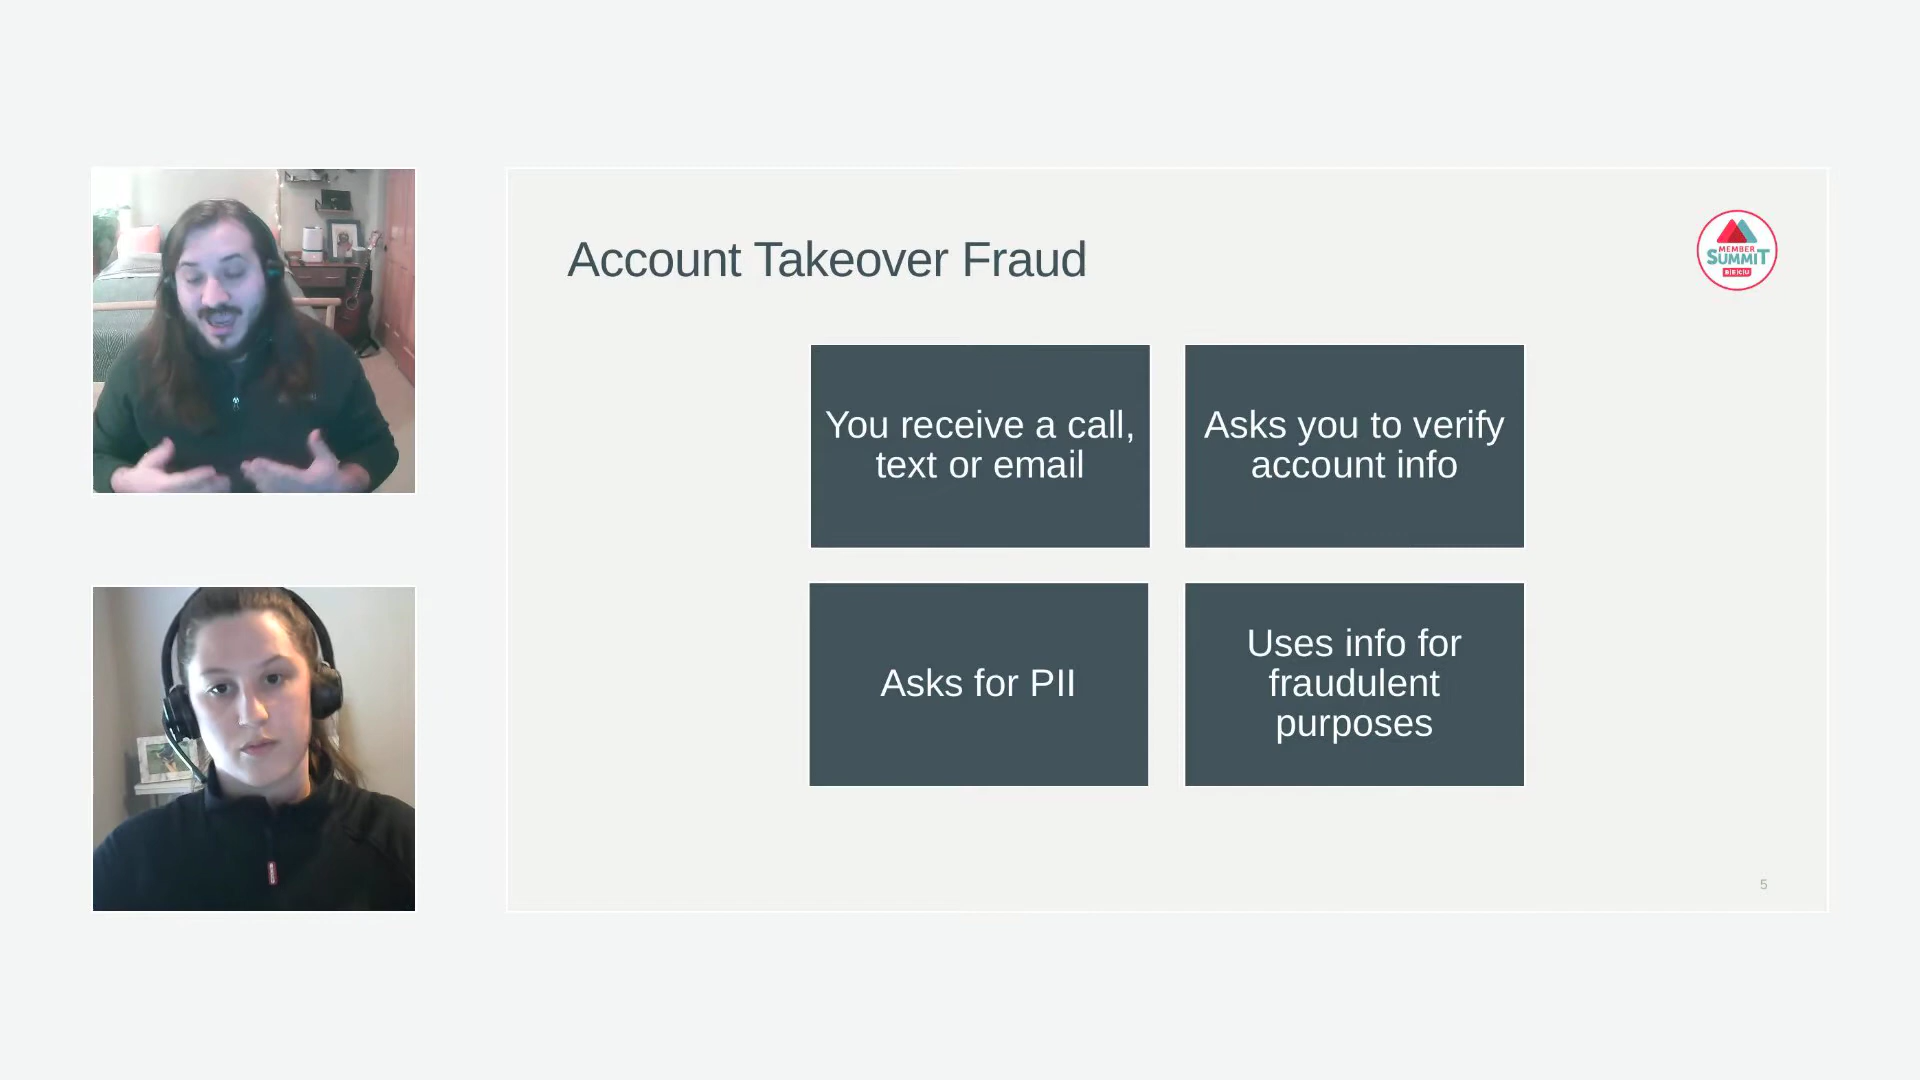 Account Takeover Fraud
MEMBER
SUMMIT
BECU
You receive a call,
text or email
Asks you to verify
account info
Asks for PII
Uses info for
fraudulent
purposes
5